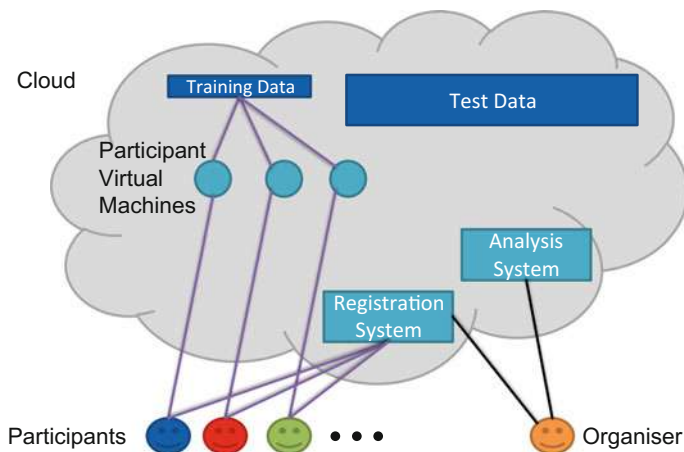 Cloud
Training Data
Test Data
Participant
Virtual
Machines
Analysis
System
Registration
System
Participants
Organiser